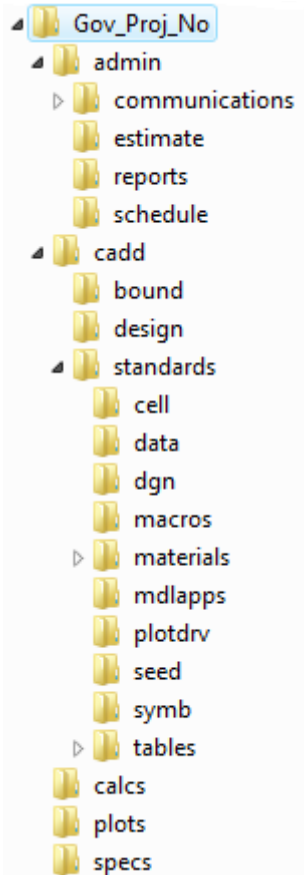 Gov_Proj_No
admin
communications
estimate
reports
schedule
cadd
bound
design
standards
cell
data
dgn
macros
materials
mdlapps
plotdrv
seed
symb
tables
calcs
plots
specs